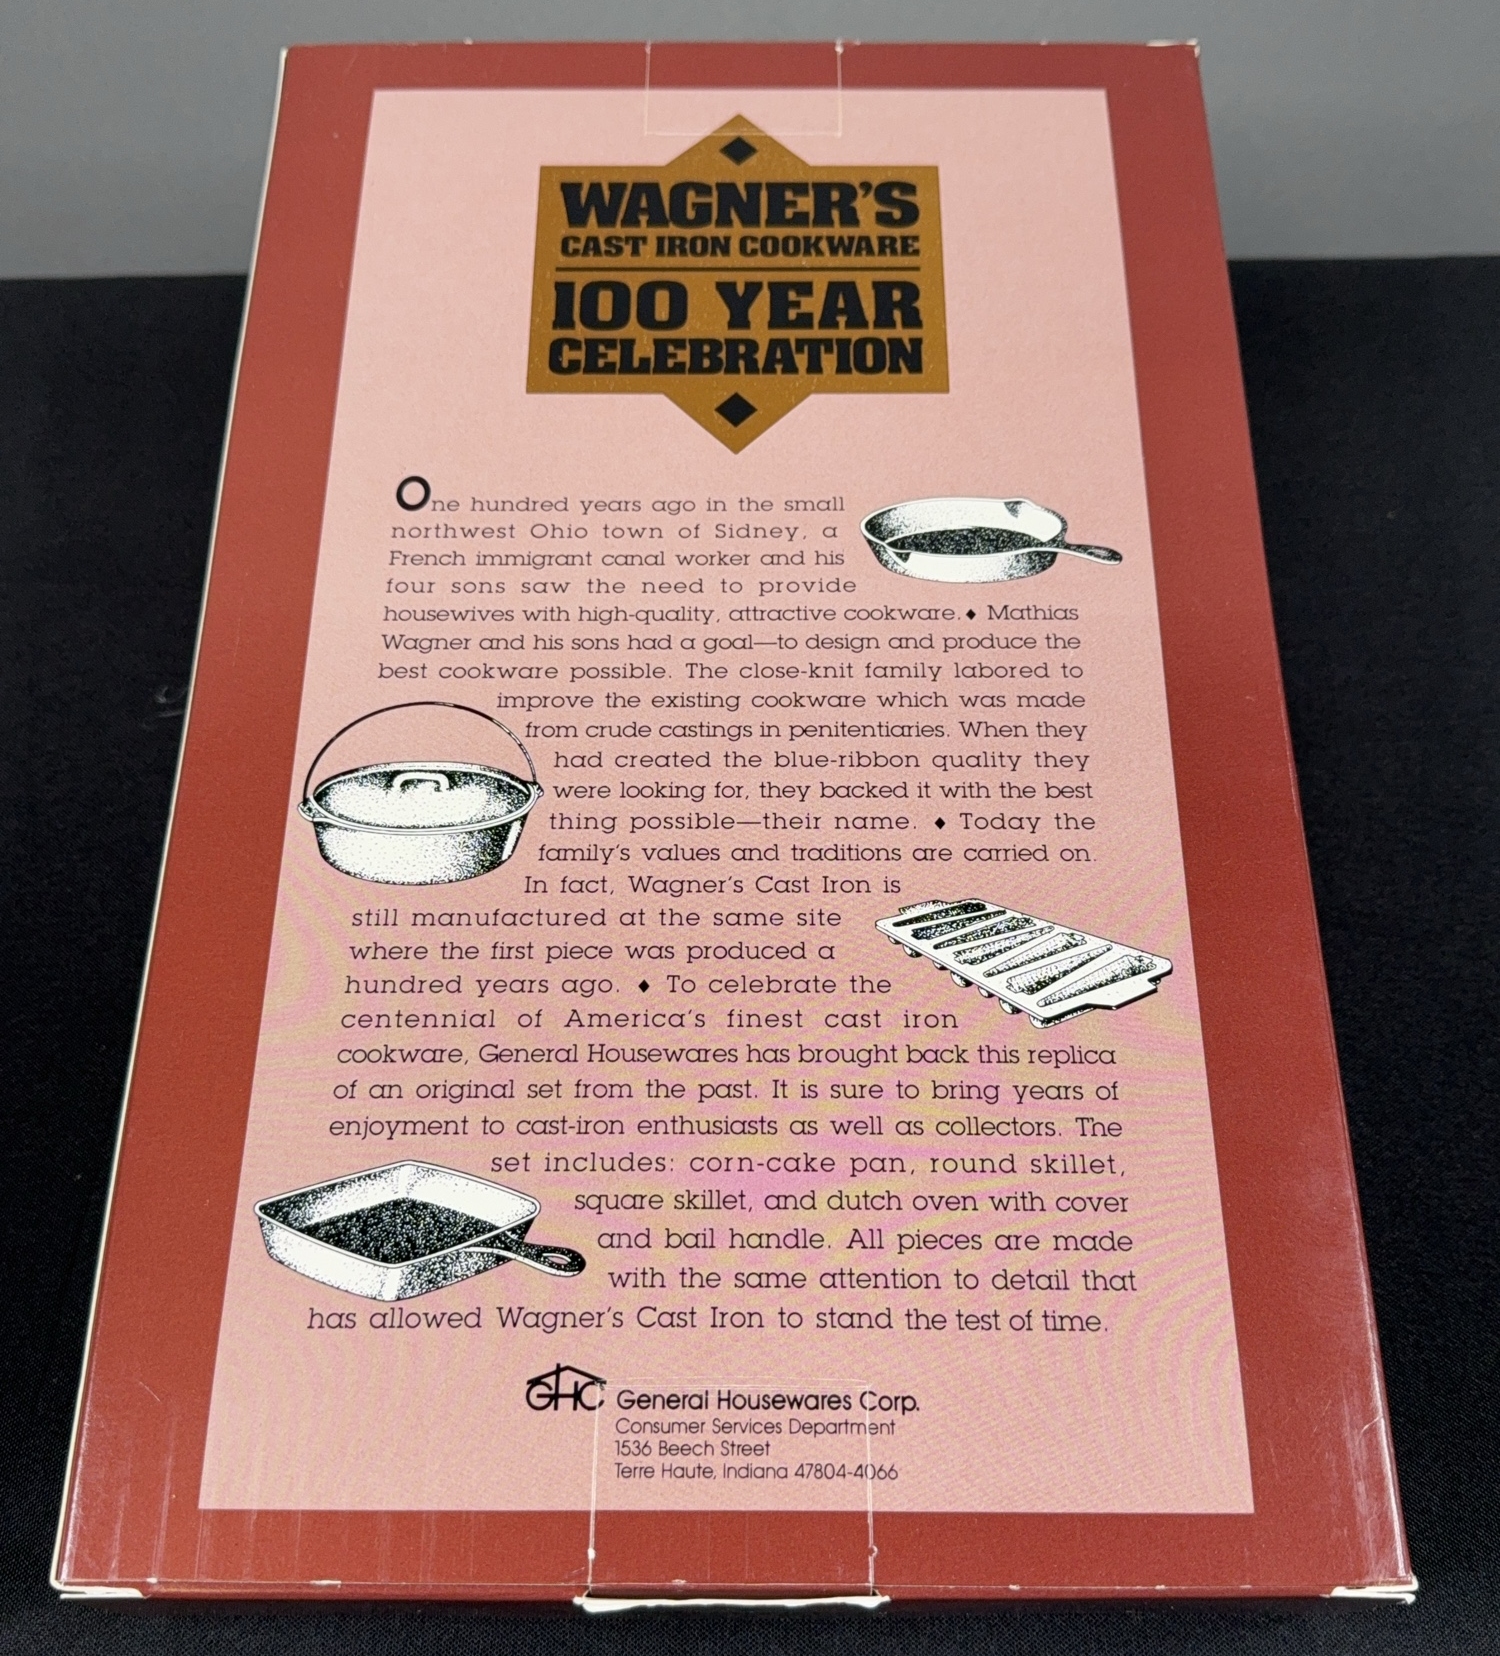 WAGNER'S
CAST IRON COOKWARE
100 YEAR
CELEBRATION
One hundred years ago in the small
northwest Ohio town of Sidney, a
French immigrant canal worker and his
four sons saw the need to provide
housewives with high-quality, attractive cookware.♦ Mathias
Wagner and his sons had a goal—to design and produce the
best cookware possible. The close-knit family labored to
improve the existing cookware which was made
from crude castings in penitentiaries. When they
had created the blue-ribbon quality they
were looking for, they backed it with the best
thing possible—their name. ♦ Today the
family's values and traditions are carried on.
In fact, Wagner's Cast Iron is
still manufactured at the same site
where the first piece was produced a
hundred years ago. ♦ To celebrate the
centennial of America's finest cast iron
cookware, General Housewares has brought back this replica
of an original set from the past. It is sure to bring years of
enjoyment to cast-iron enthusiasts as well as collectors. The
set includes: corn-cake pan, round skillet,
square skillet, and dutch oven with cover
and bail handle. All pieces are made
with the same attention to detail that
has allowed Wagner's Cast Iron to stand the test of time.
GHC General Housewares Corp.
Consumer Services Department
1536 Beech Street
Terre Haute, Indiana 47804-4066